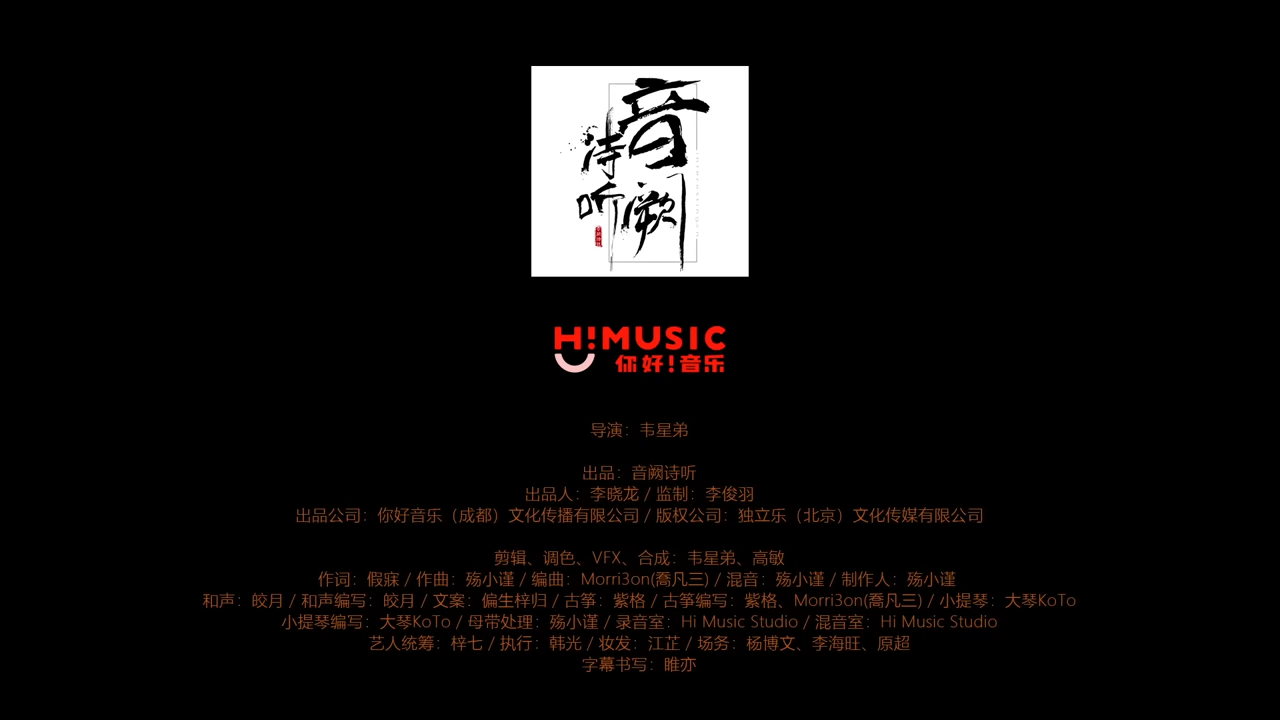 音阙诗听
H!MUSIC
你好!音乐
导演：韦星弟
出品：音阙诗听
出品人：李晓龙 / 监制：李俊羽
出品公司：你好音乐（成都）文化传播有限公司 / 版权公司：独立乐（北京）文化传媒有限公司
剪辑、调色、VFX、合成：韦星弟、高敏
作词：假寐 / 作曲：殇小谨 / 编曲：Morri3on(喬凡三) / 混音：殇小谨 / 制作人：殇小谨
和声：皎月 / 和声编写：皎月 / 文案：偏生梓归 / 古筝：紫格 / 古筝编写：紫格、Morri3on(喬凡三) / 小提琴：大琴KoTo
小提琴编写：大琴KoTo / 母带处理：殇小谨 / 录音室：Hi Music Studio / 混音室：Hi Music Studio
艺人统筹：梓七 / 执行：韩光 / 妆发：江芷 / 场务：杨博文、李海旺、原超
字幕书写：睢亦